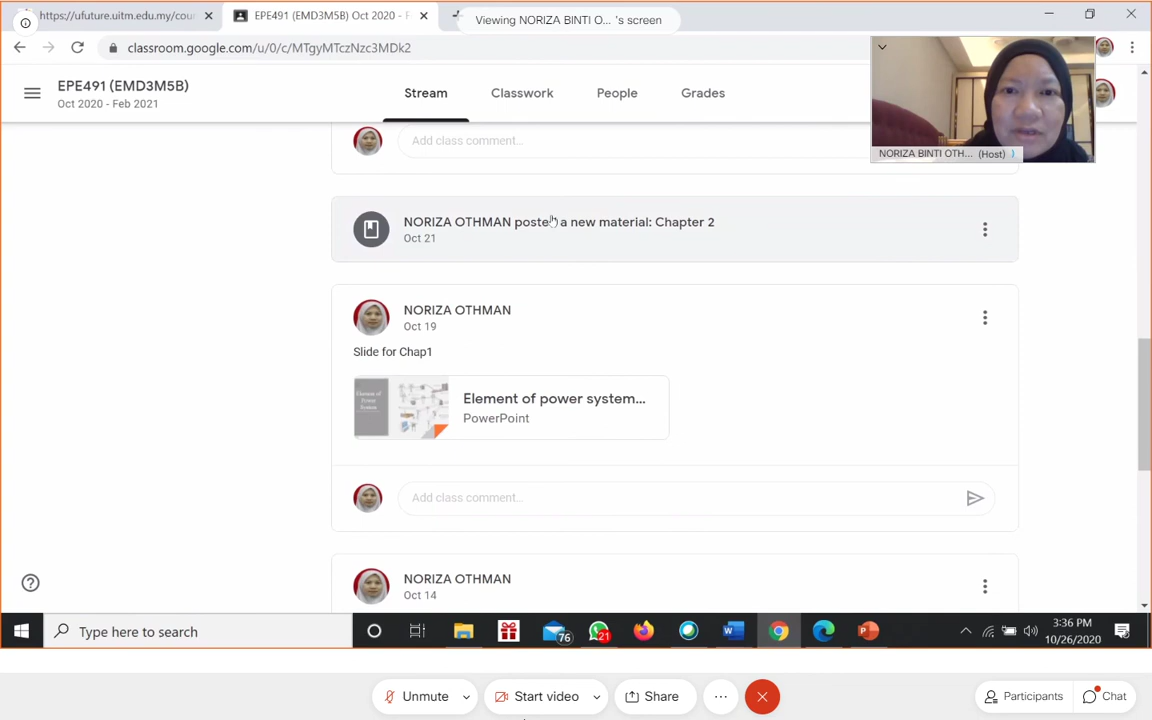 https://ufuture.uitm.edu.my/cou
EPE491 (EMD3M5B) Oct 2020 - F
Viewing NORIZA BINTI O... 's screen
classroom.google.com/u/0/c/MTgyMTczNzc3MDk2
EPE491 (EMD3M5B)
Oct 2020 - Feb 2021
Stream
Classwork
People
Grades
NORIZA BINTI OTH... (Host)
Add class comment...
NORIZA OTHMAN posted a new material: Chapter 2
Oct 21
NORIZA OTHMAN
Oct 19
Slide for Chap1
Element of Power System
Element of power system...
PowerPoint
Add class comment...
NORIZA OTHMAN
Oct 14
Type here to search
76
21
3:36 PM
10/26/2020
Unmute
Start video
Share
Participants
Chat